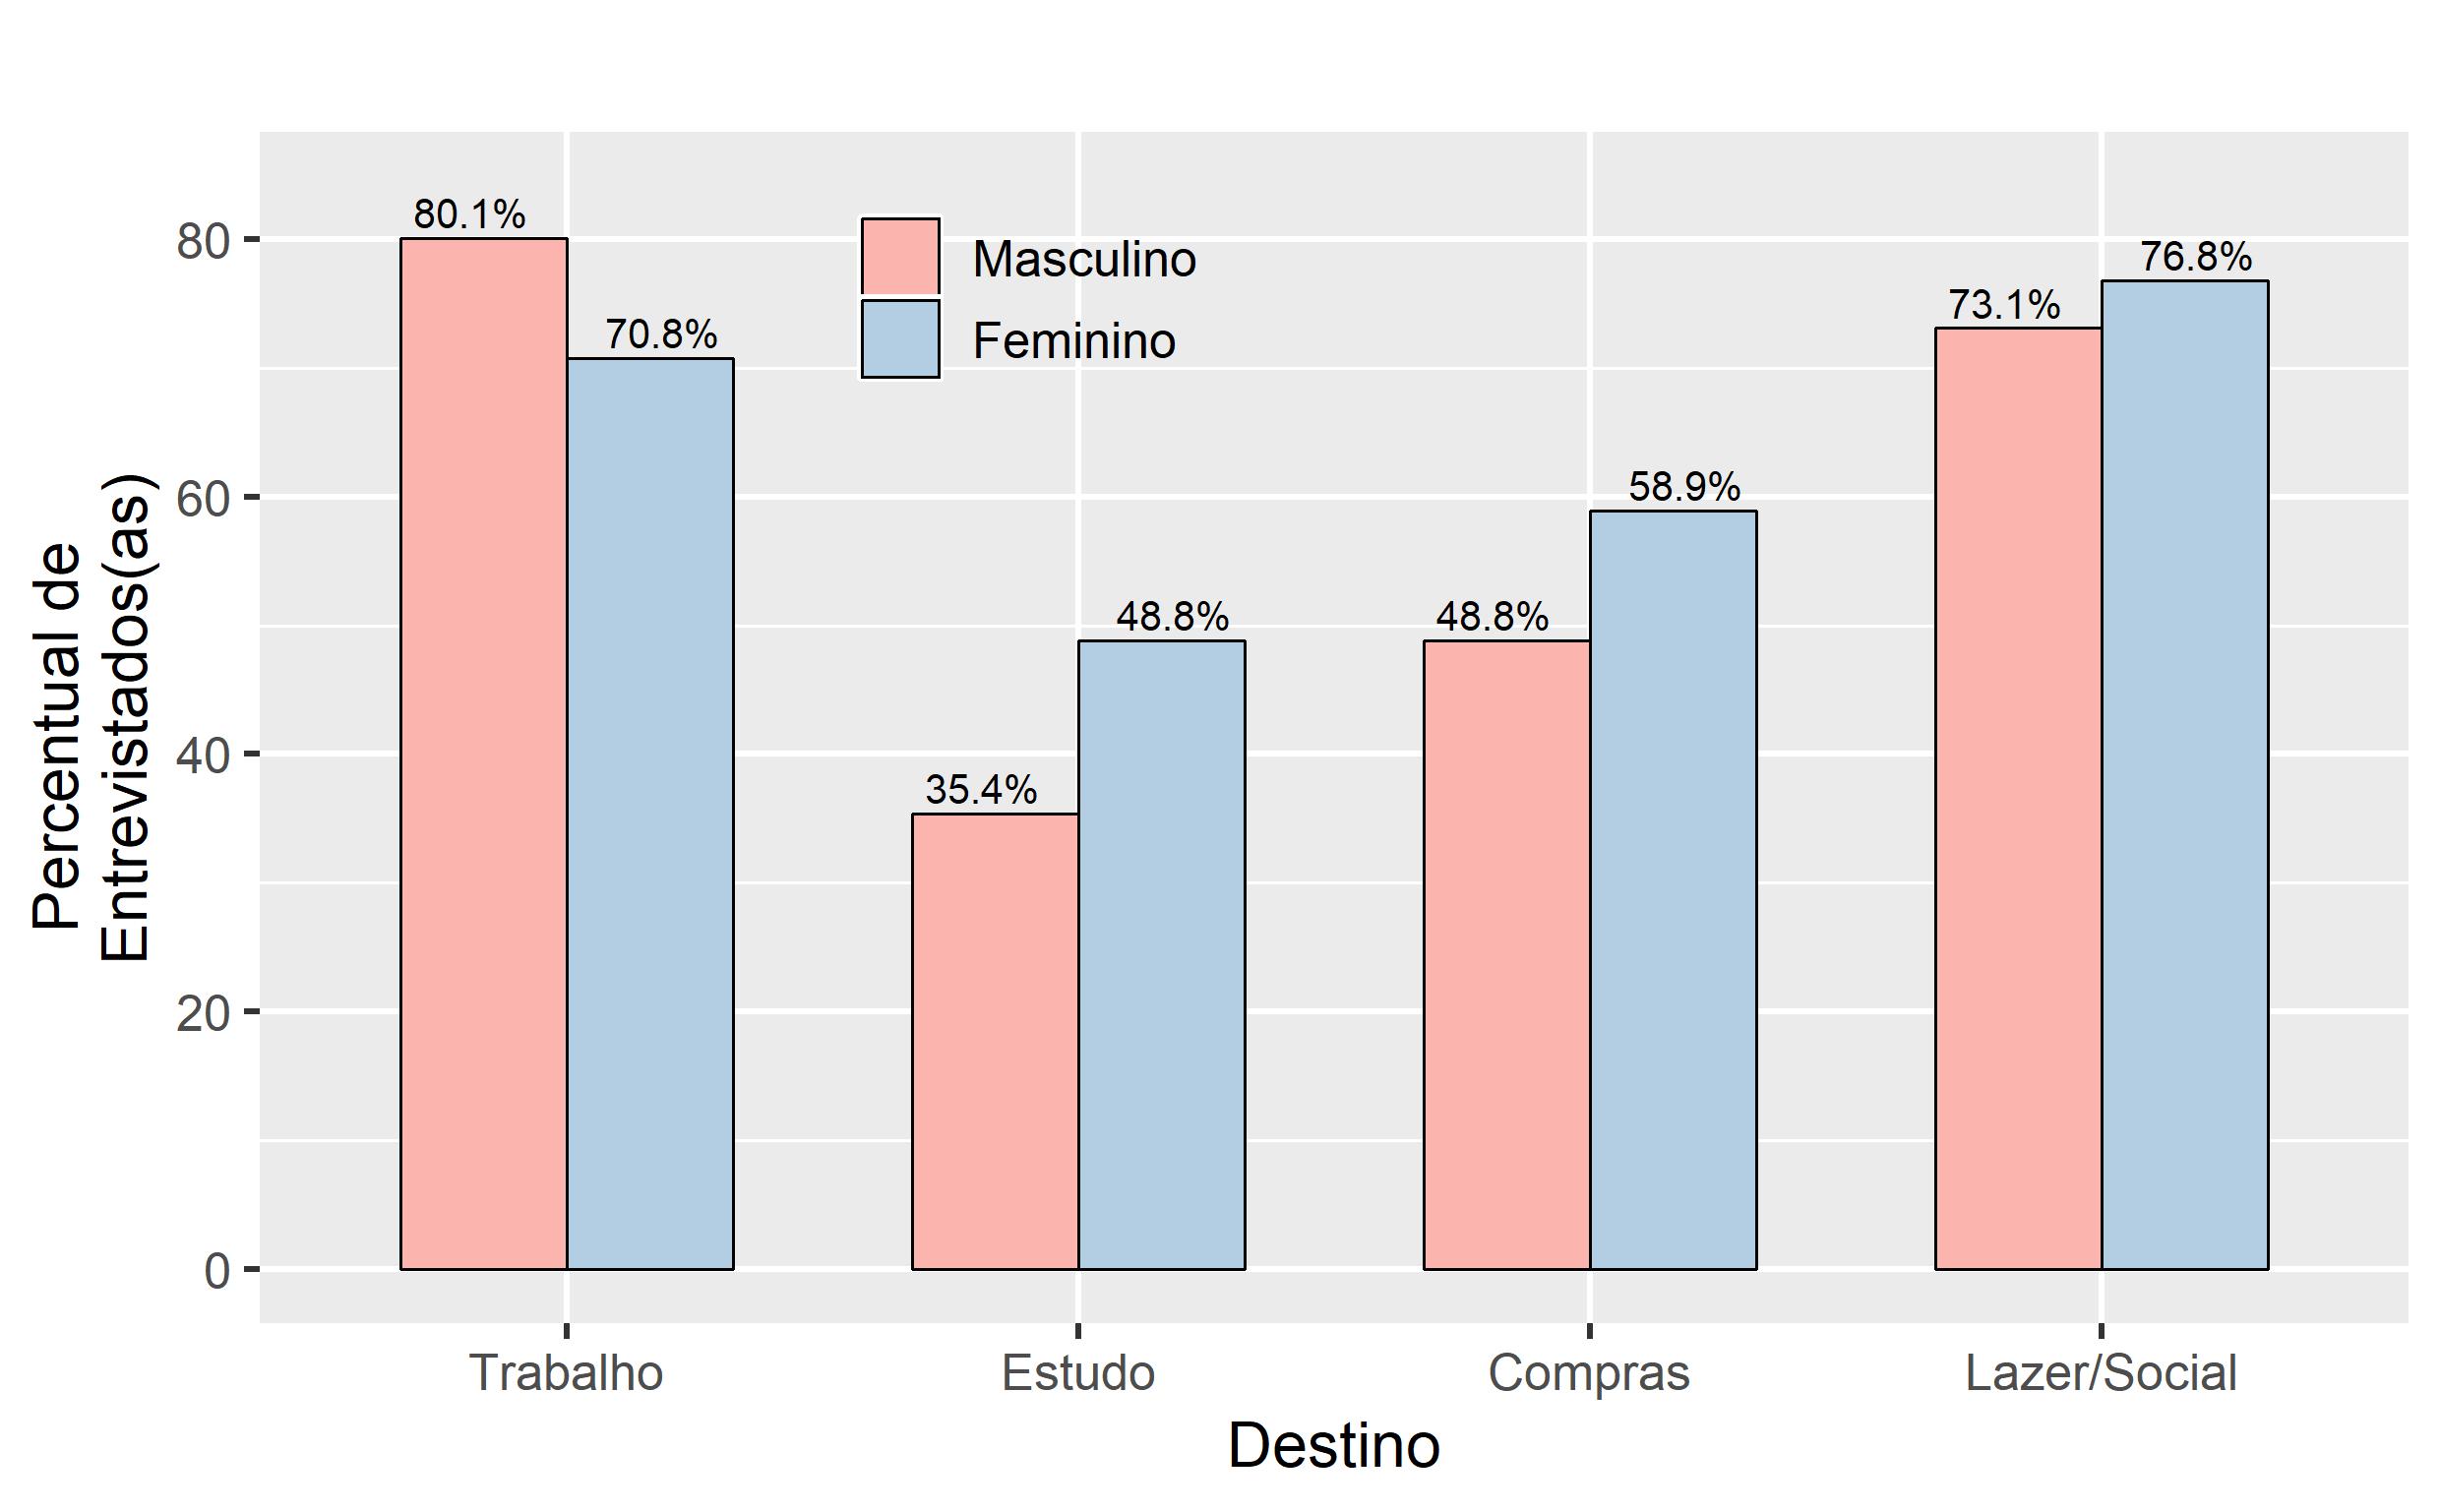 Percentual de
Entrevistados(as)
80
60
40
20
0
80.1%
70.8%
35.4%
48.8%
48.8%
58.9%
73.1%
76.8%
Masculino
Feminino
Trabalho
Estudo
Compras
Lazer/Social
Destino